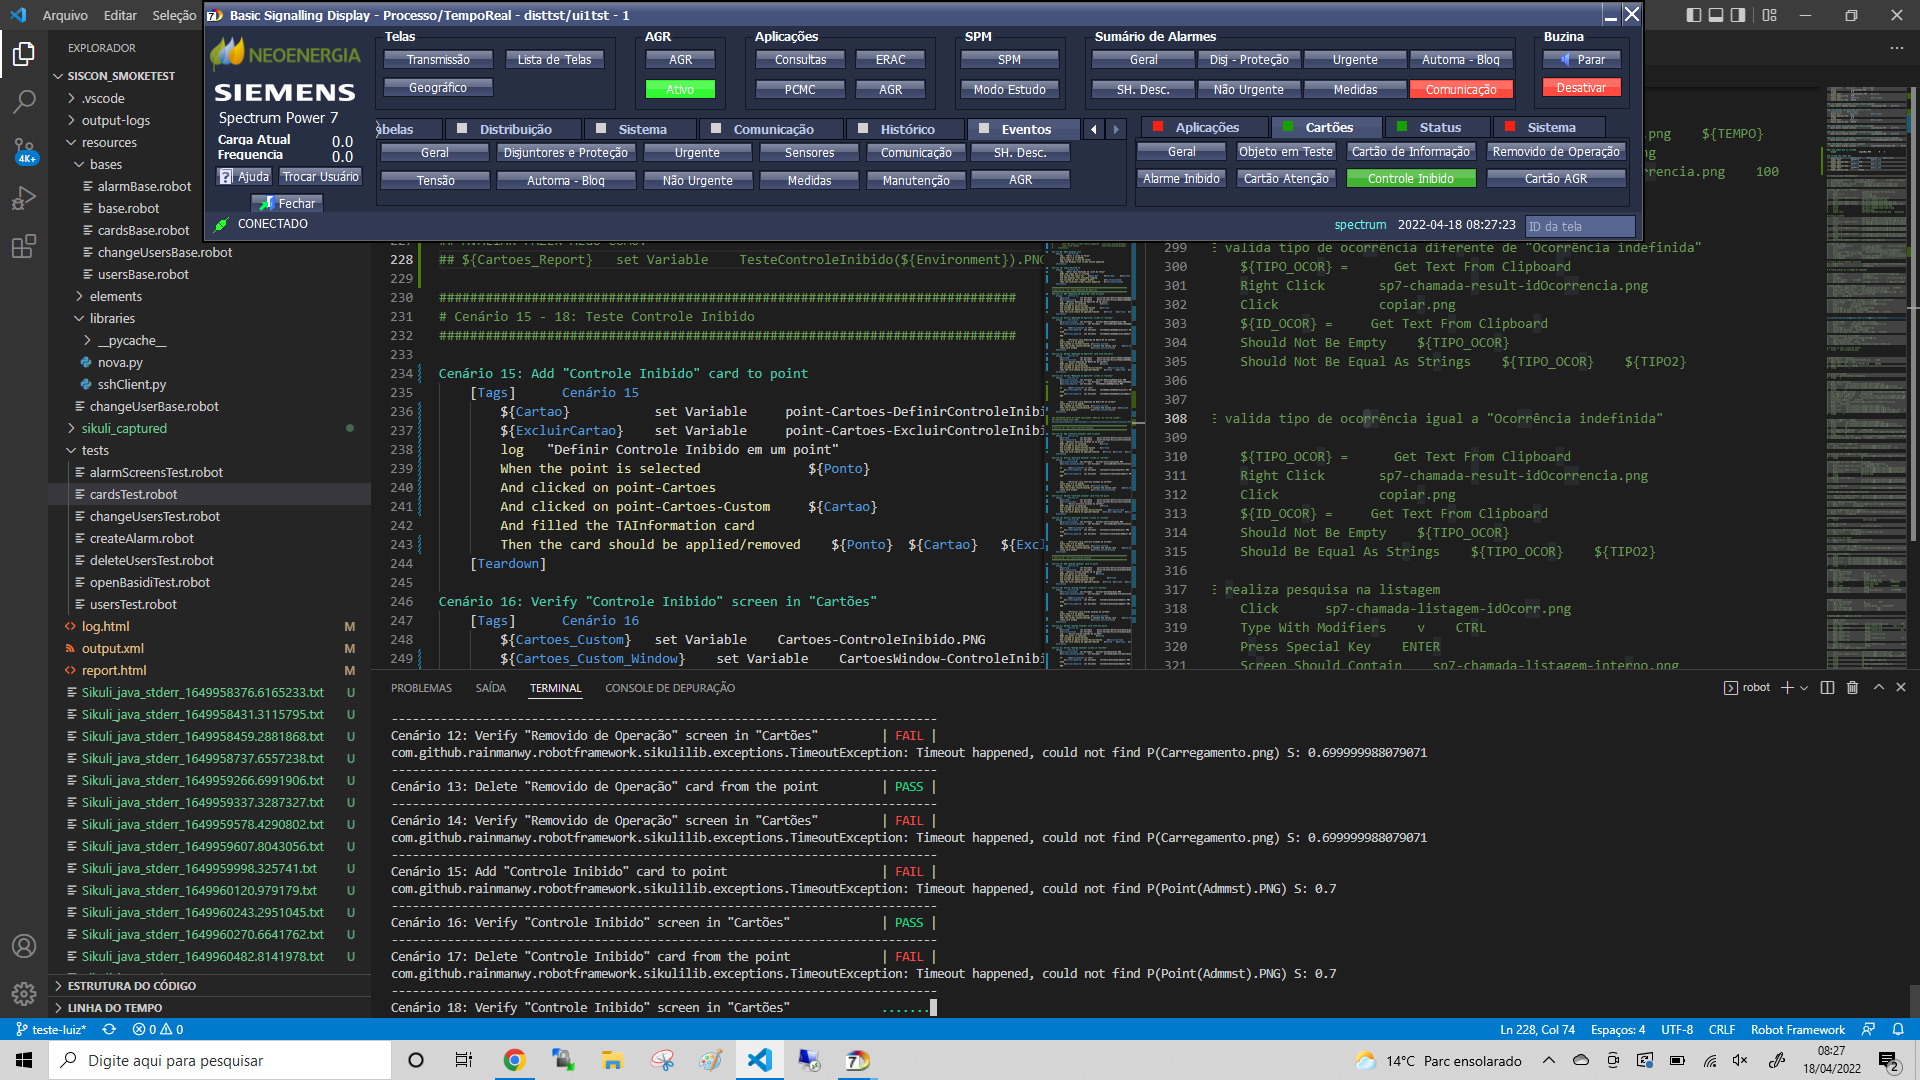 Arquivo Editar Seleção
Basic Signalling Display - Processo/TempoReal - disttst/ui1tst - 1
EXPLORADOR
SISCON_SMOKETEST
.vscode
output-logs
resources
bases
alarmBase.robot
base.robot
cardsBase.robot
changeUsersBase.robot
usersBase.robot
elements
libraries
__pycache__
nova.py
sshClient.py
changeUserBase.robot
sikuli_captured
tests
alarmScreensTest.robot
cardsTest.robot
changeUsersTest.robot
createAlarm.robot
deleteUsersTest.robot
openBasidiTest.robot
usersTest.robot
log.html M
output.xml M
report.html M
Sikuli_java_stderr_1649958376.6165233.txt U
Sikuli_java_stderr_1649958431.3115795.txt U
Sikuli_java_stderr_1649958459.2881868.txt U
Sikuli_java_stderr_1649958737.6557238.txt U
Sikuli_java_stderr_1649959266.6991906.txt U
Sikuli_java_stderr_1649959337.3287327.txt U
Sikuli_java_stderr_1649959578.4290802.txt U
Sikuli_java_stderr_1649959607.8043056.txt U
Sikuli_java_stderr_1649959998.325741.txt U
Sikuli_java_stderr_1649960120.979179.txt U
Sikuli_java_stderr_1649960243.2951045.txt U
Sikuli_java_stderr_1649960270.6641762.txt U
Sikuli_java_stderr_1649960482.8141978.txt U
ESTRUTURA DO CÓDIGO
LINHA DO TEMPO
4K+
NEOENERGIA
SIEMENS
Spectrum Power 7
Carga Atual 0.0
Frequencia 0.0
Ajuda Trocar Usuário
Fechar
CONECTADO
Telas
Transmissão Lista de Telas
Geográfico
AGR
AGR
Ativo
Aplicações
Consultas ERAC
PCMC AGR
SPM
SPM
Modo Estudo
Sumário de Alarmes
Geral Disj - Proteção Urgente Automa - Bloq
SH. Desc. Não Urgente Medidas Comunicação
Buzina
Parar
Desativar
abelas Distribuição Sistema Comunicação Histórico Eventos
Geral Disjuntores e Proteção Urgente Sensores Comunicação SH. Desc.
Tensão Automa - Bloq Não Urgente Medidas Manutenção AGR
Aplicações Cartões Status Sistema
Geral Objeto em Teste Cartão de Informação Removido de Operação
Alarme Inibido Cartão Atenção Controle Inibido Cartão AGR
spectrum 2022-04-18 08:27:23 ID da tela
228 ## ${Cartoes_Report} set Variable TesteControleInibido(${Environment}).PNG
229
230 ###########################################################################
231 # Cenário 15 - 18: Teste Controle Inibido
232 ###########################################################################
233
234 Cenário 15: Add "Controle Inibido" card to point
235 [Tags] Cenário 15
236 ${Cartao} set Variable point-Cartoes-DefinirControleInibi
237 ${ExcluirCartao} set Variable point-Cartoes-ExcluirControleInibi
238 log "Definir Controle Inibido em um point"
239 When the point is selected ${Ponto}
240 And clicked on point-Cartoes
241 And clicked on point-Cartoes-Custom ${Cartao}
242 And filled the TAInformation card
243 Then the card should be applied/removed ${Ponto} ${Cartao} ${Excl
244 [Teardown]
245
246 Cenário 16: Verify "Controle Inibido" screen in "Cartões"
247 [Tags] Cenário 16
248 ${Cartoes_Custom} set Variable Cartoes-ControleInibido.PNG
249 ${Cartoes_Custom_Window} set Variable CartoesWindow-ControleInibi
ng ${TEMPO}
ng
rrencia.png 100
299 valida tipo de ocorrência diferente de "Ocorrência indefinida"
300 ${TIPO_OCOR} = Get Text From Clipboard
301 Right Click sp7-chamada-result-idOcorrencia.png
302 Click copiar.png
303 ${ID_OCOR} = Get Text From Clipboard
304 Should Not Be Empty ${TIPO_OCOR}
305 Should Not Be Equal As Strings ${TIPO_OCOR} ${TIPO2}
306
307
308 valida tipo de ocorrência igual a "Ocorrência indefinida"
309
310 ${TIPO_OCOR} = Get Text From Clipboard
311 Right Click sp7-chamada-result-idOcorrencia.png
312 Click copiar.png
313 ${ID_OCOR} = Get Text From Clipboard
314 Should Not Be Empty ${TIPO_OCOR}
315 Should Be Equal As Strings ${TIPO_OCOR} ${TIPO2}
316
317 realiza pesquisa na listagem
318 Click sp7-chamada-listagem-idOcorr.png
319 Type With Modifiers v CTRL
320 Press Special Key ENTER
321 Screen Should Contain sp7-chamada-listagem-interno.png
PROBLEMAS SAÍDA TERMINAL CONSOLE DE DEPURAÇÃO robot
Cenário 12: Verify "Removido de Operação" screen in "Cartões" | FAIL |
com.github.rainmanwy.robotframework.sikulilib.exceptions.TimeoutException: Timeout happened, could not find P(Carregamento.png) S: 0.699999988079071
Cenário 13: Delete "Removido de Operação" card from the point | PASS |
Cenário 14: Verify "Removido de Operação" screen in "Cartões" | FAIL |
com.github.rainmanwy.robotframework.sikulilib.exceptions.TimeoutException: Timeout happened, could not find P(Carregamento.png) S: 0.699999988079071
Cenário 15: Add "Controle Inibido" card to point | FAIL |
com.github.rainmanwy.robotframework.sikulilib.exceptions.TimeoutException: Timeout happened, could not find P(Point(Admmst).PNG) S: 0.7
Cenário 16: Verify "Controle Inibido" screen in "Cartões" | PASS |
Cenário 17: Delete "Controle Inibido" card from the point | FAIL |
com.github.rainmanwy.robotframework.sikulilib.exceptions.TimeoutException: Timeout happened, could not find P(Point(Admmst).PNG) S: 0.7
Cenário 18: Verify "Controle Inibido" screen in "Cartões" .......
teste-luiz* 0 0 Ln 228, Col 74 Espaços: 4 UTF-8 CRLF Robot Framework
Digite aqui para pesquisar
14°C Parc ensolarado
08:27
18/04/2022
2